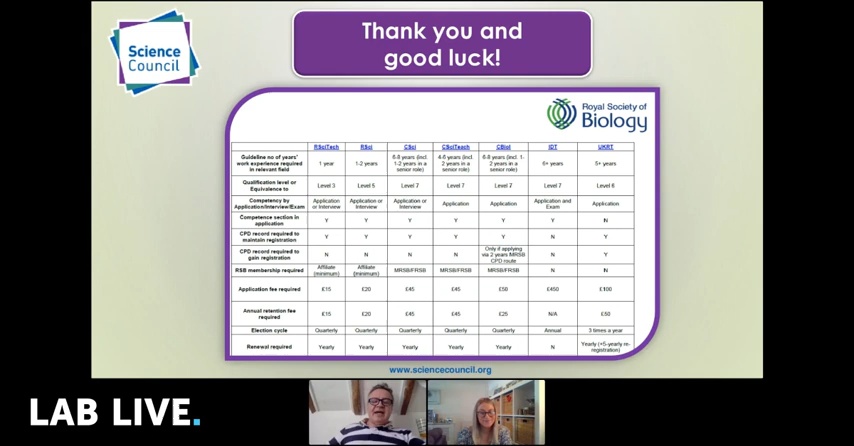 Science
Council
Thank you and
good luck!
Royal Society of
Biology
RSciTech RSci CSci CSciTeach CBiol IDT UKRT
Guideline no of years' work experience required in relevant field 1 year 1-2 years 6-8 years (incl. 1-2 years in a senior role) 4-6 years (incl 2 years in a senior role) 6-8 years (incl. 1-2 years in a senior role) 6+ years 5+ years
Qualification level or Equivalence to Level 3 Level 5 Level 7 Level 7 Level 7 Level 7 Level 6
Competency by Application/Interview/Exam Application or Interview Application or Interview Application or Interview Application Application Application and Exam Application
Competence section in application Y Y Y Y Y Y N
CPD record required to maintain registration Y Y Y Y Y N Y
CPD record required to gain registration N N N N Only if applying via 2 years MRSB CPD route N Y
RSB membership required Affiliate (minimum) Affiliate (minimum) MRSB/FRSB MRSB/FRSB MRSB/FRSB N N
Application fee required £15 £20 £45 £45 £50 £450 £100
Annual retention fee required £15 £20 £45 £45 £25 N/A £50
Election cycle Quarterly Quarterly Quarterly Quarterly Quarterly Annual 3 times a year
Renewal required Yearly Yearly Yearly Yearly Yearly N Yearly (+5-yearly re-registration)
www.sciencecouncil.org
LAB LIVE.